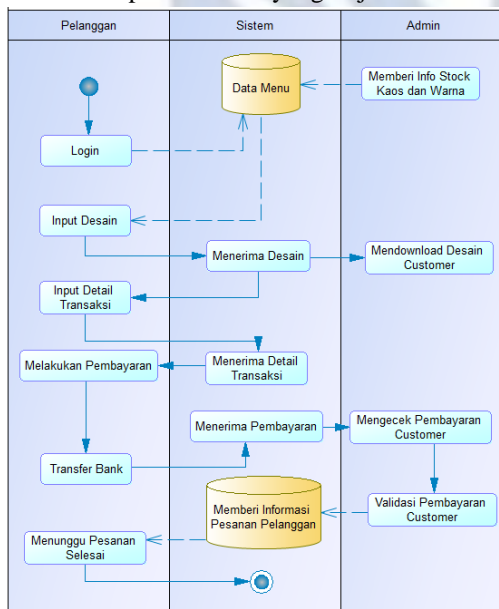 Pelanggan
Sistem
Admin
Data Menu
Memberi Info Stock
Kaos dan Warna
Login
Input Desain
Menerima Desain
Mendownload Desain
Customer
Input Detail
Transaksi
Melakukan Pembayaran
Menerima Detail
Transaksi
Menerima Pembayaran
Mengecek Pembayaran
Customer
Transfer Bank
Memberi Informasi
Pesanan Pelanggan
Validasi Pembayaran
Customer
Menunggu Pesanan
Selesai